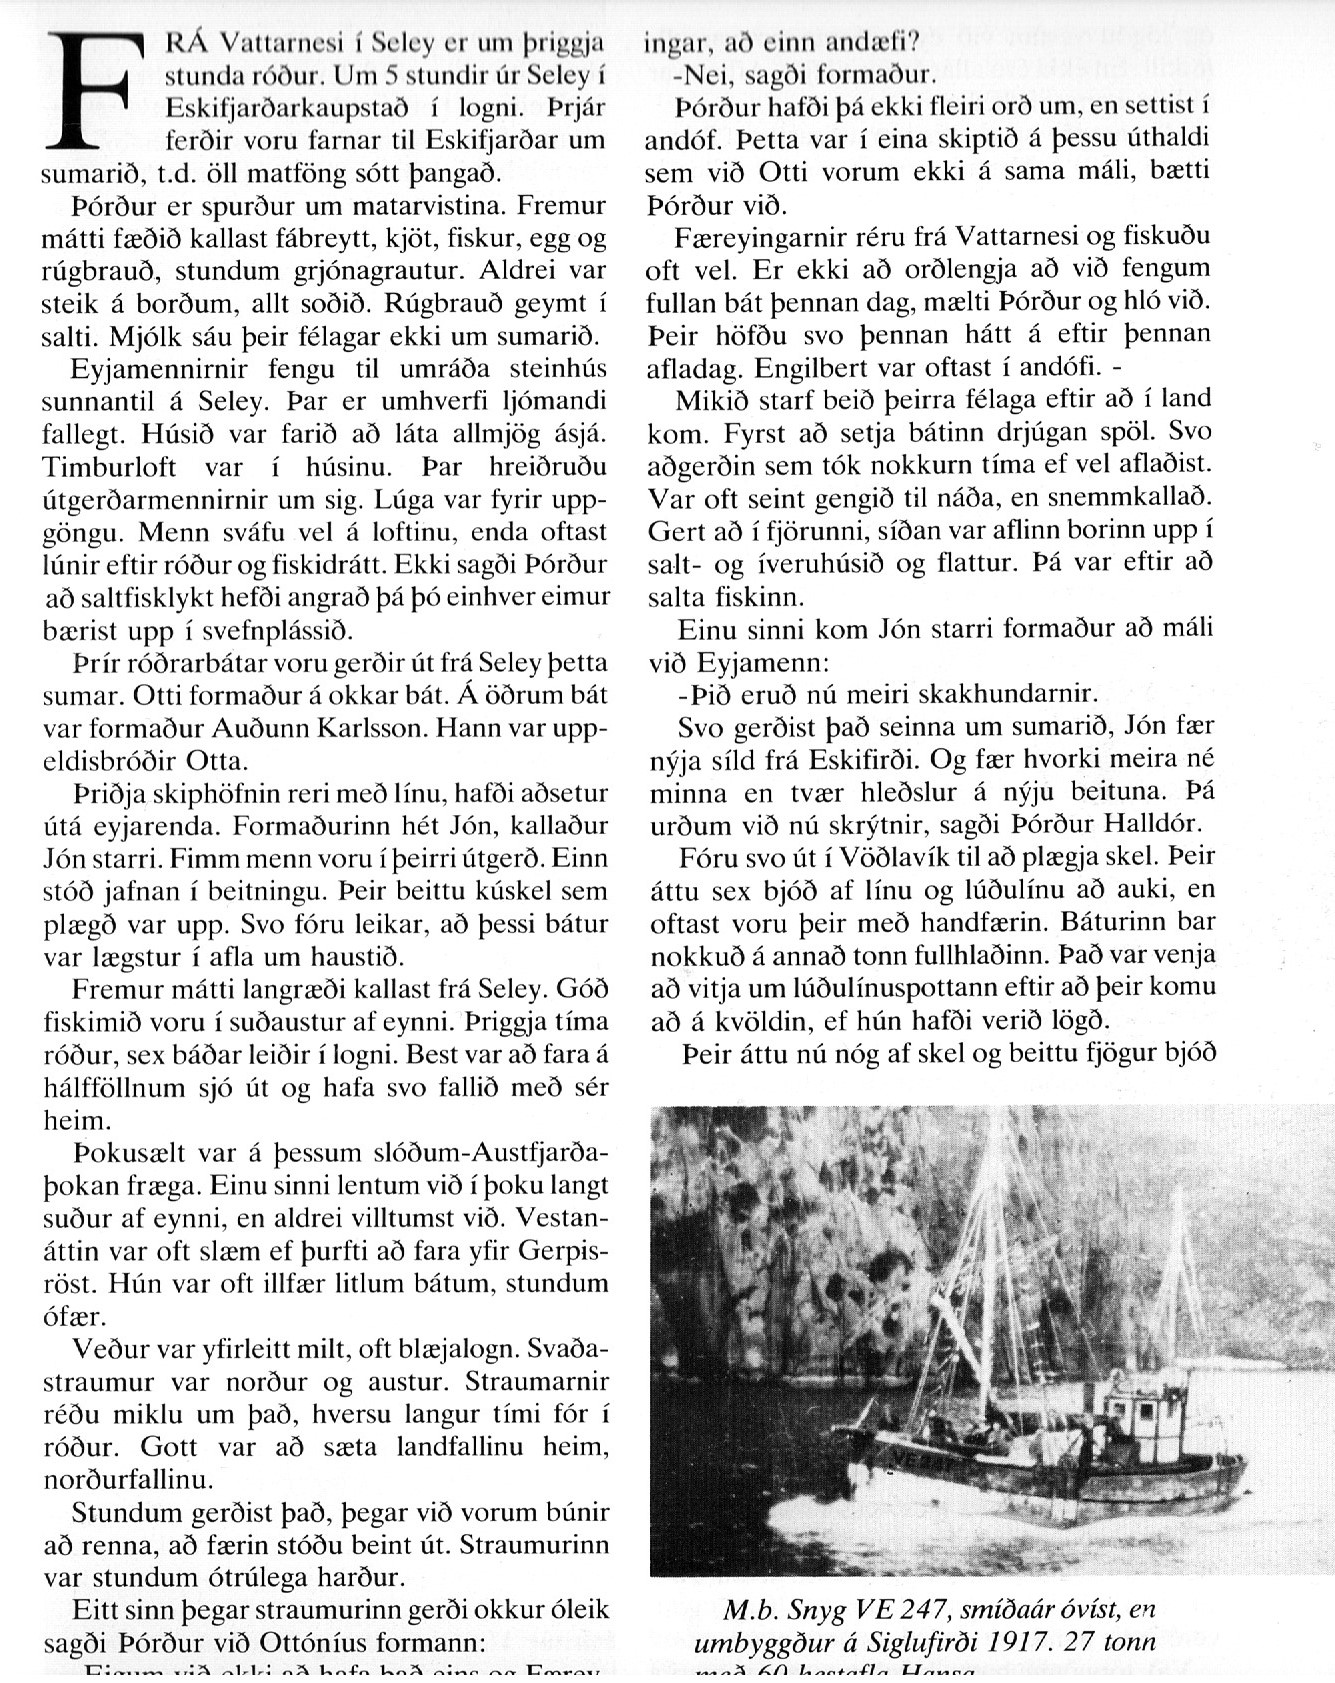 FRÁ Vattarnesi í Seley er um þriggja
stunda róður. Um 5 stundir úr Seley í
Eskifjarðarkaupstað í logni. Þrjár
ferðir voru farnar til Eskifjarðar um
sumarið, t.d. öll matföng sótt þangað.
Þórður er spurður um matarvistina. Fremur
mátti fæðið kallast fábreytt, kjöt, fiskur, egg og
rúgbrauð, stundum grjónagrautur. Aldrei var
steik á borðum, allt soðið. Rúgbrauð geymt í
salti. Mjólk sáu þeir félagar ekki um sumarið.
Eyjamennirnir fengu til umráða steinhús
sunnantil á Seley. Þar er umhverfi ljómandi
fallegt. Húsið var farið að láta allmjög ásjá.
Timburloft var í húsinu. Þar hreiðruðu
útgerðarmennirnir um sig. Lúga var fyrir upp-
göngu. Menn sváfu vel á loftinu, enda oftast
lúnir eftir róður og fiskidrátt. Ekki sagði Þórður
að saltfisklykt hefði angrað þá þó einhver eimur
bærist upp í svefnplássið.
Þrír róðrarbátar voru gerðir út frá Seley þetta
sumar. Otti formaður á okkar bát. Á öðrum bát
var formaður Auðunn Karlsson. Hann var upp-
eldisbróðir Otta.
Þriðja skiphöfnin reri með línu, hafði aðsetur
útá eyjarenda. Formaðurinn hét Jón, kallaður
Jón starri. Fimm menn voru í þeirri útgerð. Einn
stóð jafnan í beitningu. Þeir beittu kúskel sem
plægð var upp. Svo fóru leikar, að þessi bátur
var lægstur í afla um haustið.
Fremur mátti langræði kallast frá Seley. Góð
fiskimið voru í suðaustur af eynni. Þriggja tíma
róður, sex báðar leiðir í logni. Best var að fara á
hálfföllnum sjó út og hafa svo fallið með sér
heim.
Þokusælt var á þessum slóðum-Austfjarða-
þokan fræga. Einu sinni lentum við í þoku langt
suður af eynni, en aldrei villtumst við. Vestan-
áttin var oft slæm ef þurfti að fara yfir Gerpis-
röst. Hún var oft illfær litlum bátum, stundum
ófær.
Veður var yfirleitt milt, oft blæjalogn. Svaða-
straumur var norður og austur. Straumarnir
réðu miklu um það, hversu langur tími fór í
róður. Gott var að sæta landfallinu heim,
norðurfallinu.
Stundum gerðist það, þegar við vorum búnir
að renna, að færin stóðu beint út. Straumurinn
var stundum ótrúlega harður.
Eitt sinn þegar straumurinn gerði okkur óleik
sagði Þórður við Ottóníus formann:
-Eigum við ekki að hafa það eins og Færey-
ingar, að einn andæfi?
-Nei, sagði formaður.
Þórður hafði þá ekki fleiri orð um, en settist í
andóf. Þetta var í eina skiptið á þessu úthaldi
sem við Otti vorum ekki á sama máli, bætti
Þórður við.
Færeyingarnir réru frá Vattarnesi og fiskuðu
oft vel. Er ekki að orðlengja að við fengum
fullan bát þennan dag, mælti Þórður og hló við.
Þeir höfðu svo þennan hátt á eftir þennan
afladag. Engilbert var oftast í andófi. -
Mikið starf beið þeirra félaga eftir að í land
kom. Fyrst að setja bátinn drjúgan spöl. Svo
aðgerðin sem tók nokkurn tíma ef vel aflaðist.
Var oft seint gengið til náða, en snemmkallað.
Gert að í fjörunni, síðan var aflinn borinn upp í
salt- og íveruhúsið og flattur. Þá var eftir að
salta fiskinn.
Einu sinni kom Jón starri formaður að máli
við Eyjamenn:
-Þið eruð nú meiri skakhundarnir.
Svo gerðist það seinna um sumarið, Jón fær
nýja síld frá Eskifirði. Og fær hvorki meira né
minna en tvær hleðslur á nýju beituna. Þá
urðum við nú skrýtnir, sagði Þórður Halldór.
Fóru svo út í Vöðlavík til að plægja skel. Þeir
áttu sex bjóð af línu og lúðulínu að auki, en
oftast voru þeir með handfærin. Báturinn bar
nokkuð á annað tonn fullhlaðinn. Það var venja
að vitja um lúðulínuspottann eftir að þeir komu
að á kvöldin, ef hún hafði verið lögð.
Þeir áttu nú nóg af skel og beittu fjögur bjóð
VE 247
M.b. Snyg VE 247, smíðaár óvíst, en
umbyggður á Siglufirði 1917. 27 tonn
með 60 hestafla Hansa